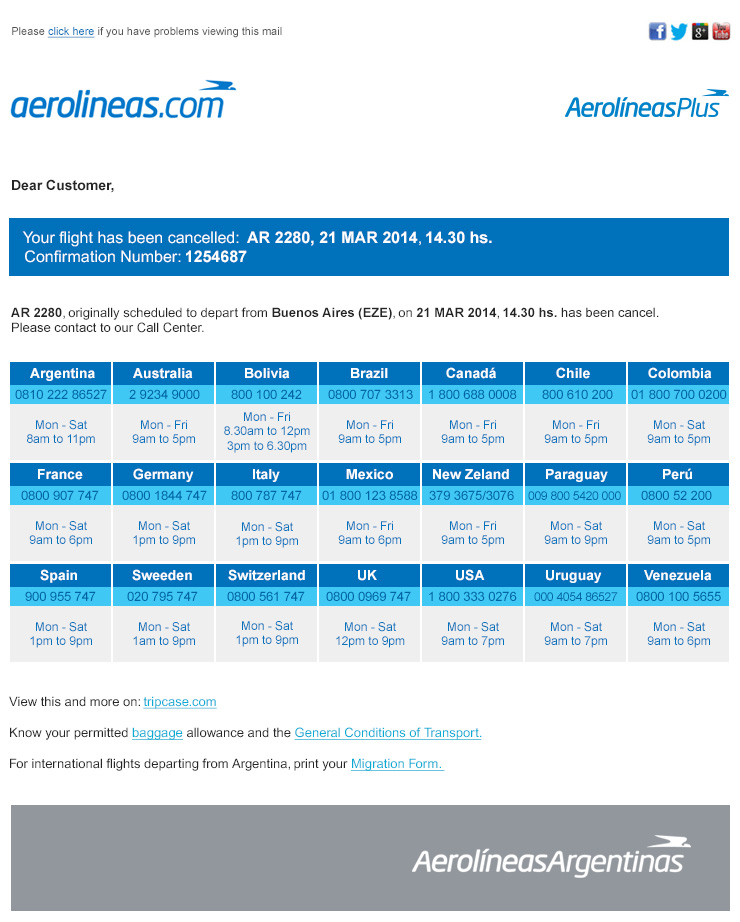 Please click here if you have problems viewing this mail
aerolineas.com
AerolíneasPlus
Dear Customer,
Your flight has been cancelled: AR 2280, 21 MAR 2014, 14.30 hs.
Confirmation Number: 1254687
AR 2280, originally scheduled to depart from Buenos Aires (EZE), on 21 MAR 2014, 14.30 hs. has been cancel.
Please contact to our Call Center.
Argentina Australia Bolivia Brazil Canadá Chile Colombia
0810 222 86527 2 9234 9000 800 100 242 0800 707 3313 1 800 688 0008 800 610 200 01 800 700 0200
Mon - Sat
8am to 11pm
Mon - Fri
9am to 5pm
Mon - Fri
8.30am to 12pm
3pm to 6.30pm
Mon - Fri
9am to 5pm
Mon - Fri
9am to 5pm
Mon - Fri
9am to 5pm
Mon - Sat
9am to 5pm
France Germany Italy Mexico New Zeland Paraguay Perú
0800 907 747 0800 1844 747 800 787 747 01 800 123 8588 379 3675/3076 009 800 5420 000 0800 52 200
Mon - Sat
9am to 6pm
Mon - Sat
1pm to 9pm
Mon - Sat
1pm to 9pm
Mon - Fri
9am to 6pm
Mon - Fri
9am to 5pm
Mon - Sat
9am to 9pm
Mon - Sat
9am to 5pm
Spain Sweeden Switzerland UK USA Uruguay Venezuela
900 955 747 020 795 747 0800 561 747 0800 0969 747 1 800 333 0276 000 4054 86527 0800 100 5655
Mon - Sat
1pm to 9pm
Mon - Sat
1am to 9pm
Mon - Sat
1pm to 9pm
Mon - Sat
12pm to 9pm
Mon - Sat
9am to 7pm
Mon - Sat
9am to 7pm
Mon - Sat
9am to 6pm
View this and more on: tripcase.com
Know your permitted baggage allowance and the General Conditions of Transport.
For international flights departing from Argentina, print your Migration Form.
AerolíneasArgentinas